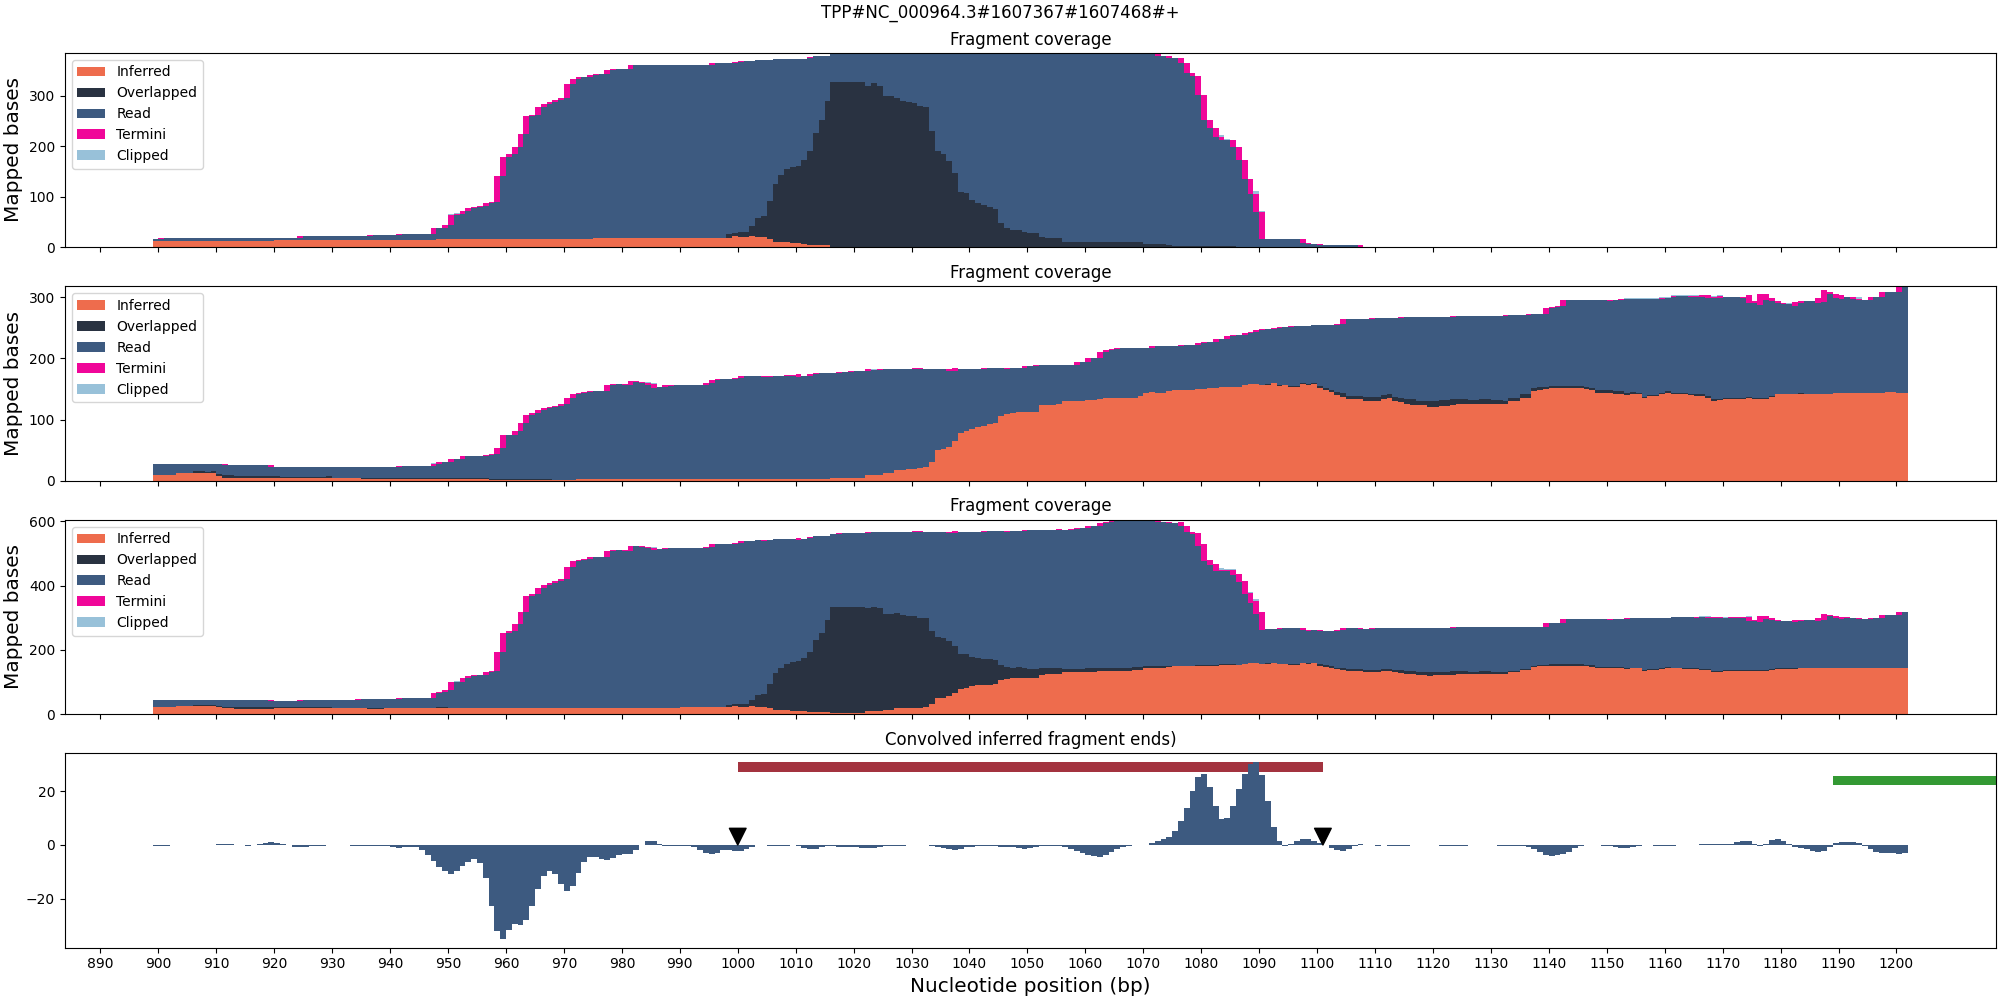 TPP#NC_000964.3#1607367#1607468#+
Fragment coverage
Mapped bases
300
200
100
0
Inferred
Overlapped
Read
Termini
Clipped
Fragment coverage
Mapped bases
300
200
100
0
Inferred
Overlapped
Read
Termini
Clipped
Fragment coverage
Mapped bases
600
400
200
0
Inferred
Overlapped
Read
Termini
Clipped
Convolved inferred fragment ends)
20
0
−20
890 900 910 920 930 940 950 960 970 980 990 1000 1010 1020 1030 1040 1050 1060 1070 1080 1090 1100 1110 1120 1130 1140 1150 1160 1170 1180 1190 1200
Nucleotide position (bp)